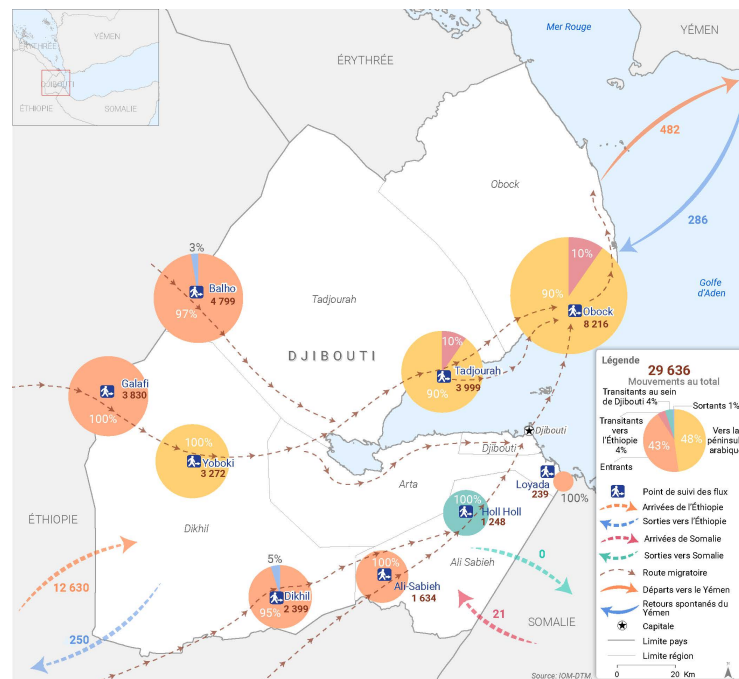 Mer Rouge
YÉMEN
ÉRYTHRÉE
YÉMEN
ÉRYTHRÉE
DJIBOUTI
ÉTHIOPIE
SOMALIE
482
Obock
286
3%
Balho
4 799
97%
10%
90%
Obock
8 216
Golfe
d'Aden
Tadjourah
DJIBOUTI
10%
Tadjourah
3 999
90%
Galafi
3 830
100%
100%
Yoboki
3 272
Djibouti
Djibouti
Arta
Loyada
239
100%
100%
Holl Holl
1 248
ÉTHIOPIE
Dikhil
Ali Sabieh
0
5%
Dikhil
2 399
95%
100%
Ali-Sabieh
1 634
12 630
250
21
SOMALIE
Source: IOM-DTM
Légende
29 636
Mouvements au total
Transitants au sein
de Djibouti 4%
Sortants 1%
Transitants
vers
l'Éthiopie
4%
Entrants
43%
48%
Vers la
péninsule
arabique
Point de suivi des flux
Arrivées de l'Éthiopie
Sorties vers l'Éthiopie
Arrivées de Somalie
Sorties vers Somalie
Route migratoire
Départs vers le Yémen
Retours spontanés du
Yémen
Capitale
Limite pays
Limite région
0
20 Km
N